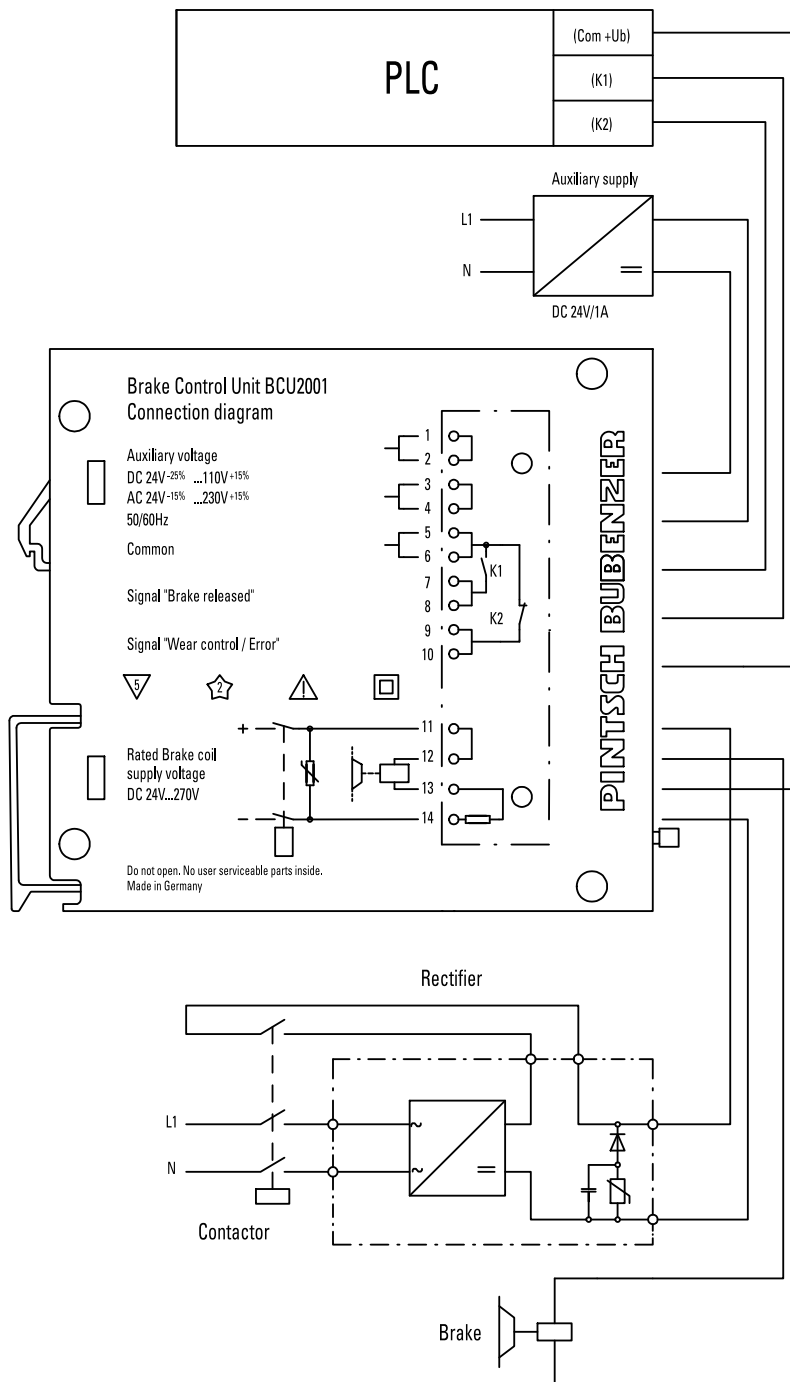 PLC
(Com +Ub)
(K1)
(K2)
Auxiliary supply
L1
N
DC 24V/1A
Brake Control Unit BCU2001
Connection diagram
Auxiliary voltage
DC 24V-25% ...110V+15%
AC 24V-15% ...230V+15%
50/60Hz
Common
Signal "Brake released"
Signal "Wear control / Error"
1
2
3
4
5
6
7
8
9
10
K1
K2
5
2
!
PINTSCH BUBENZER
+
-
Rated Brake coil
supply voltage
DC 24V...270V
11
12
13
14
Do not open. No user serviceable parts inside.
Made in Germany
Rectifier
L1
N
~
~
Contactor
Brake